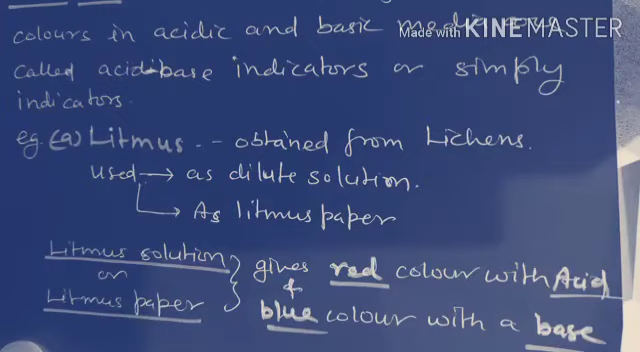 Made with KINEMASTER
colours in acidic and basic media are
called acid-base indicators or simply
indicators.
eg. (a) Litmus -- obtained from Lichens.
used → as dilute solution.
→ As litmus paper
Litmus solution
or
Litmus paper
gives red colour with Acid
&
blue colour with a base